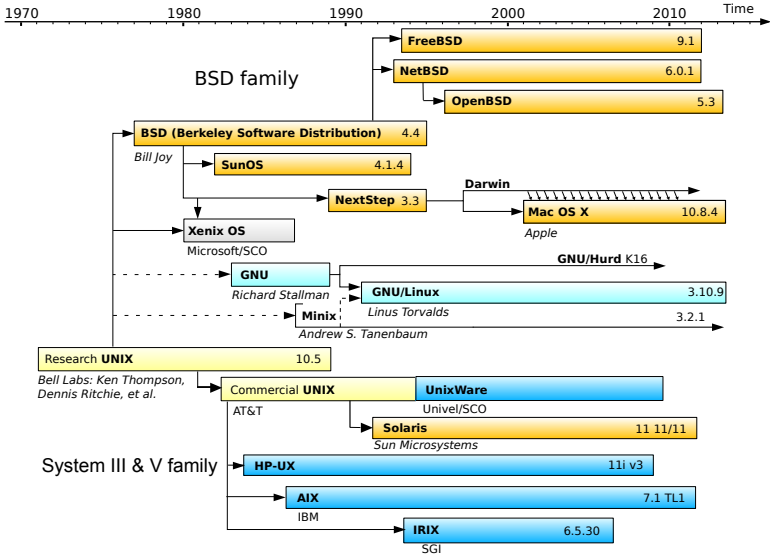 1970 1980 1990 2000 2010 Time
FreeBSD 9.1
BSD family
NetBSD 6.0.1
OpenBSD 5.3
BSD (Berkeley Software Distribution) 4.4
Bill Joy
SunOS 4.1.4
Darwin
NextStep 3.3
Mac OS X 10.8.4
Apple
Xenix OS
Microsoft/SCO
GNU/Hurd K16
GNU
Richard Stallman
GNU/Linux 3.10.9
Linus Torvalds
Minix 3.2.1
Andrew S. Tanenbaum
Research UNIX 10.5
Bell Labs: Ken Thompson,
Dennis Ritchie, et al.
Commercial UNIX UnixWare
AT&T Univel/SCO
Solaris 11 11/11
Sun Microsystems
System III & V family
HP-UX 11i v3
AIX 7.1 TL1
IBM
IRIX 6.5.30
SGI